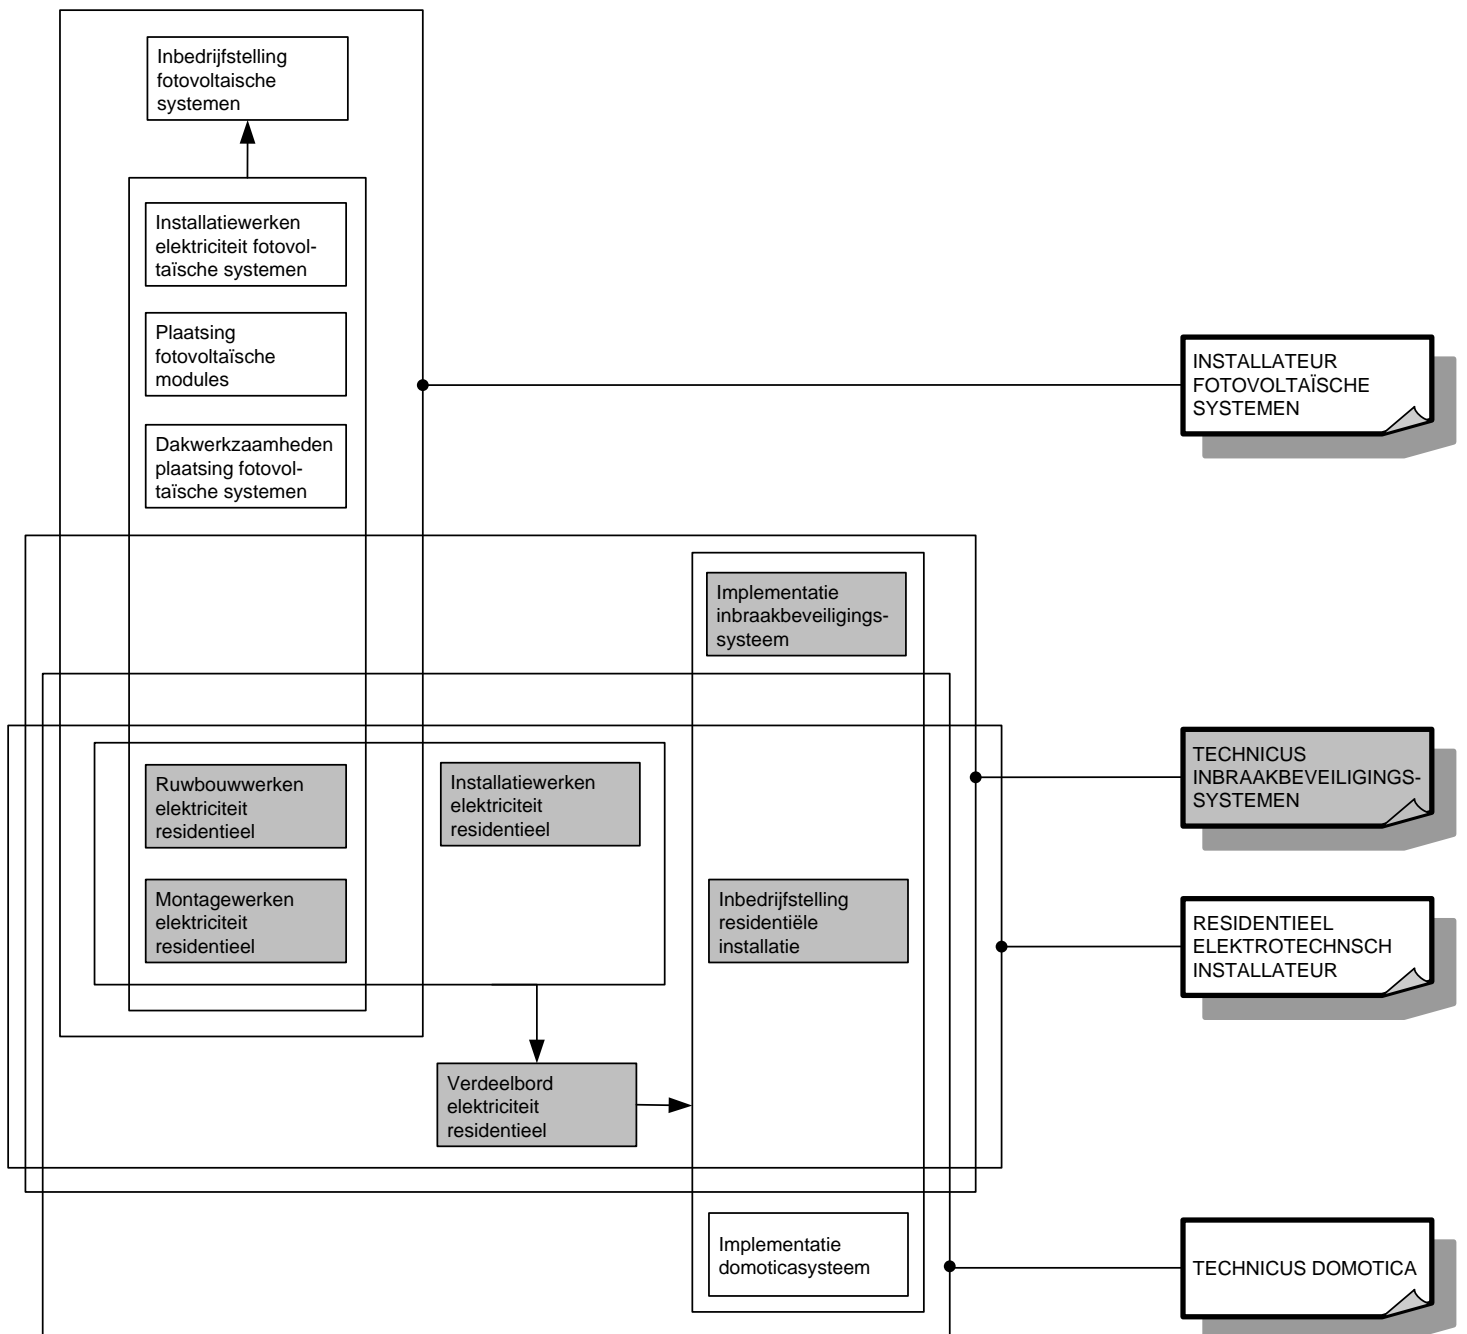 Inbedrijfstelling
fotovoltaische
systemen
Installatiewerken
elektriciteit fotovol-
taïsche systemen
Plaatsing
fotovoltaïsche
modules
Dakwerkzaamheden
plaatsing fotovol-
taïsche systemen
INSTALLATEUR
FOTOVOLTAÏSCHE
SYSTEMEN
Implementatie
inbraakbeveiligings-
systeem
Ruwbouwwerken
elektriciteit
residentieel
Installatiewerken
elektriciteit
residentieel
TECHNICUS
INBRAAKBEVEILIGINGS-
SYSTEMEN
Montagewerken
elektriciteit
residentieel
Inbedrijfstelling
residentiële
installatie
RESIDENTIEEL
ELEKTROTECHNSCH
INSTALLATEUR
Verdeelbord
elektriciteit
residentieel
Implementatie
domoticasysteem
TECHNICUS DOMOTICA